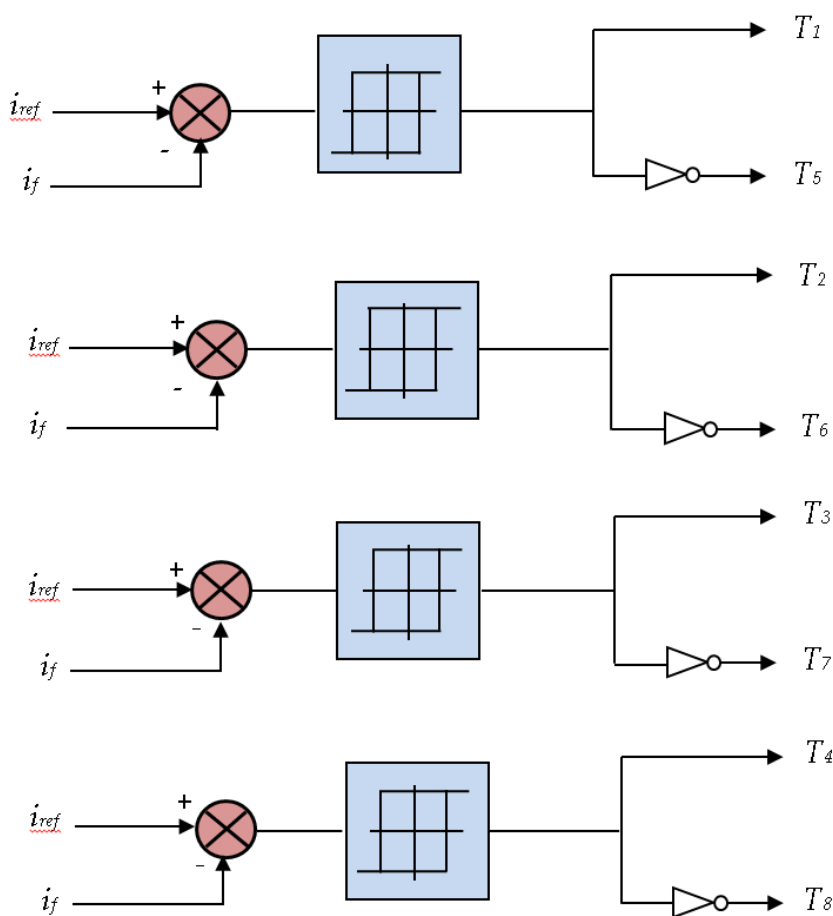 T1
+
iref
-
if
T5
T2
+
iref
-
if
T6
T3
+
iref
-
if
T7
T4
+
iref
-
if
T8